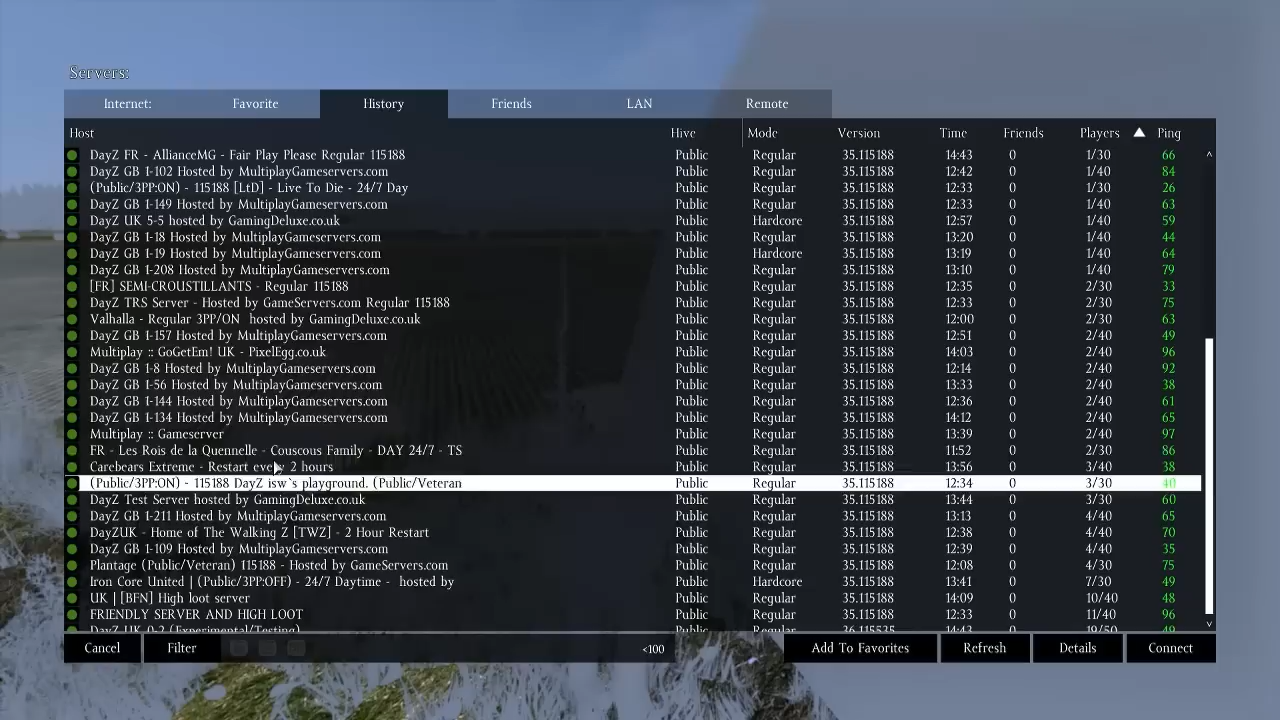 Servers:
Internet: Favorite History Friends LAN Remote
Host Hive Mode Version Time Friends Players Ping
DayZ FR - AllianceMG - Fair Play Please Regular 115188 Public Regular 35.115188 14:43 0 1/30 66
DayZ GB 1-102 Hosted by MultiplayGameservers.com Public Regular 35.115188 12:42 0 1/40 84
(Public/3PP:ON) - 115188 [LtD] - Live To Die - 24/7 Day Public Regular 35.115188 12:33 0 1/30 26
DayZ GB 1-149 Hosted by MultiplayGameservers.com Public Regular 35.115188 12:33 0 1/40 63
DayZ UK 5-5 hosted by GamingDeluxe.co.uk Public Hardcore 35.115188 12:57 0 1/40 59
DayZ GB 1-18 Hosted by MultiplayGameservers.com Public Regular 35.115188 13:20 0 1/40 44
DayZ GB 1-19 Hosted by MultiplayGameservers.com Public Hardcore 35.115188 13:19 0 1/40 64
DayZ GB 1-208 Hosted by MultiplayGameservers.com Public Regular 35.115188 13:10 0 1/40 79
[FR] SEMI-CROUSTILLANTS - Regular 115188 Public Regular 35.115188 12:35 0 2/30 33
DayZ TRS Server - Hosted by GameServers.com Regular 115188 Public Regular 35.115188 12:33 0 2/30 75
Valhalla - Regular 3PP/ON hosted by GamingDeluxe.co.uk Public Regular 35.115188 12:00 0 2/30 63
DayZ GB 1-157 Hosted by MultiplayGameservers.com Public Regular 35.115188 12:51 0 2/40 49
Multiplay :: GoGetEm! UK - PixelEgg.co.uk Public Regular 35.115188 14:03 0 2/40 96
DayZ GB 1-8 Hosted by MultiplayGameservers.com Public Regular 35.115188 12:14 0 2/40 92
DayZ GB 1-56 Hosted by MultiplayGameservers.com Public Regular 35.115188 13:33 0 2/40 38
DayZ GB 1-144 Hosted by MultiplayGameservers.com Public Regular 35.115188 12:36 0 2/40 61
DayZ GB 1-134 Hosted by MultiplayGameservers.com Public Regular 35.115188 14:12 0 2/40 65
Multiplay :: Gameserver Public Regular 35.115188 13:39 0 2/40 97
FR - Les Rois de la Quennelle - Couscous Family - DAY 24/7 - TS Public Regular 35.115188 11:52 0 2/30 86
Carebears Extreme - Restart every 2 hours Public Regular 35.115188 13:56 0 3/40 38
(Public/3PP:ON) - 115188 DayZ isw`s playground. (Public/Veteran Public Regular 35.115188 12:34 0 3/30 40
DayZ Test Server hosted by GamingDeluxe.co.uk Public Regular 35.115188 13:44 0 3/30 60
DayZ GB 1-211 Hosted by MultiplayGameservers.com Public Regular 35.115188 13:13 0 4/40 65
DayZUK - Home of The Walking Z [TWZ] - 2 Hour Restart Public Regular 35.115188 12:38 0 4/40 70
DayZ GB 1-109 Hosted by MultiplayGameservers.com Public Regular 35.115188 12:39 0 4/40 35
Plantage (Public/Veteran) 115188 - Hosted by GameServers.com Public Regular 35.115188 12:08 0 4/30 75
Iron Core United | (Public/3PP:OFF) - 24/7 Daytime - hosted by Public Hardcore 35.115188 13:41 0 7/30 49
UK | [BFN] High loot server Public Regular 35.115188 14:09 0 10/40 48
FRIENDLY SERVER AND HIGH LOOT Public Regular 35.115188 12:33 0 11/40 96
DayZ UK 0-2 (Experimental/Testing) Public Regular 36.115535 14:43 0 19/50 49
Cancel Filter <100 Add To Favorites Refresh Details Connect